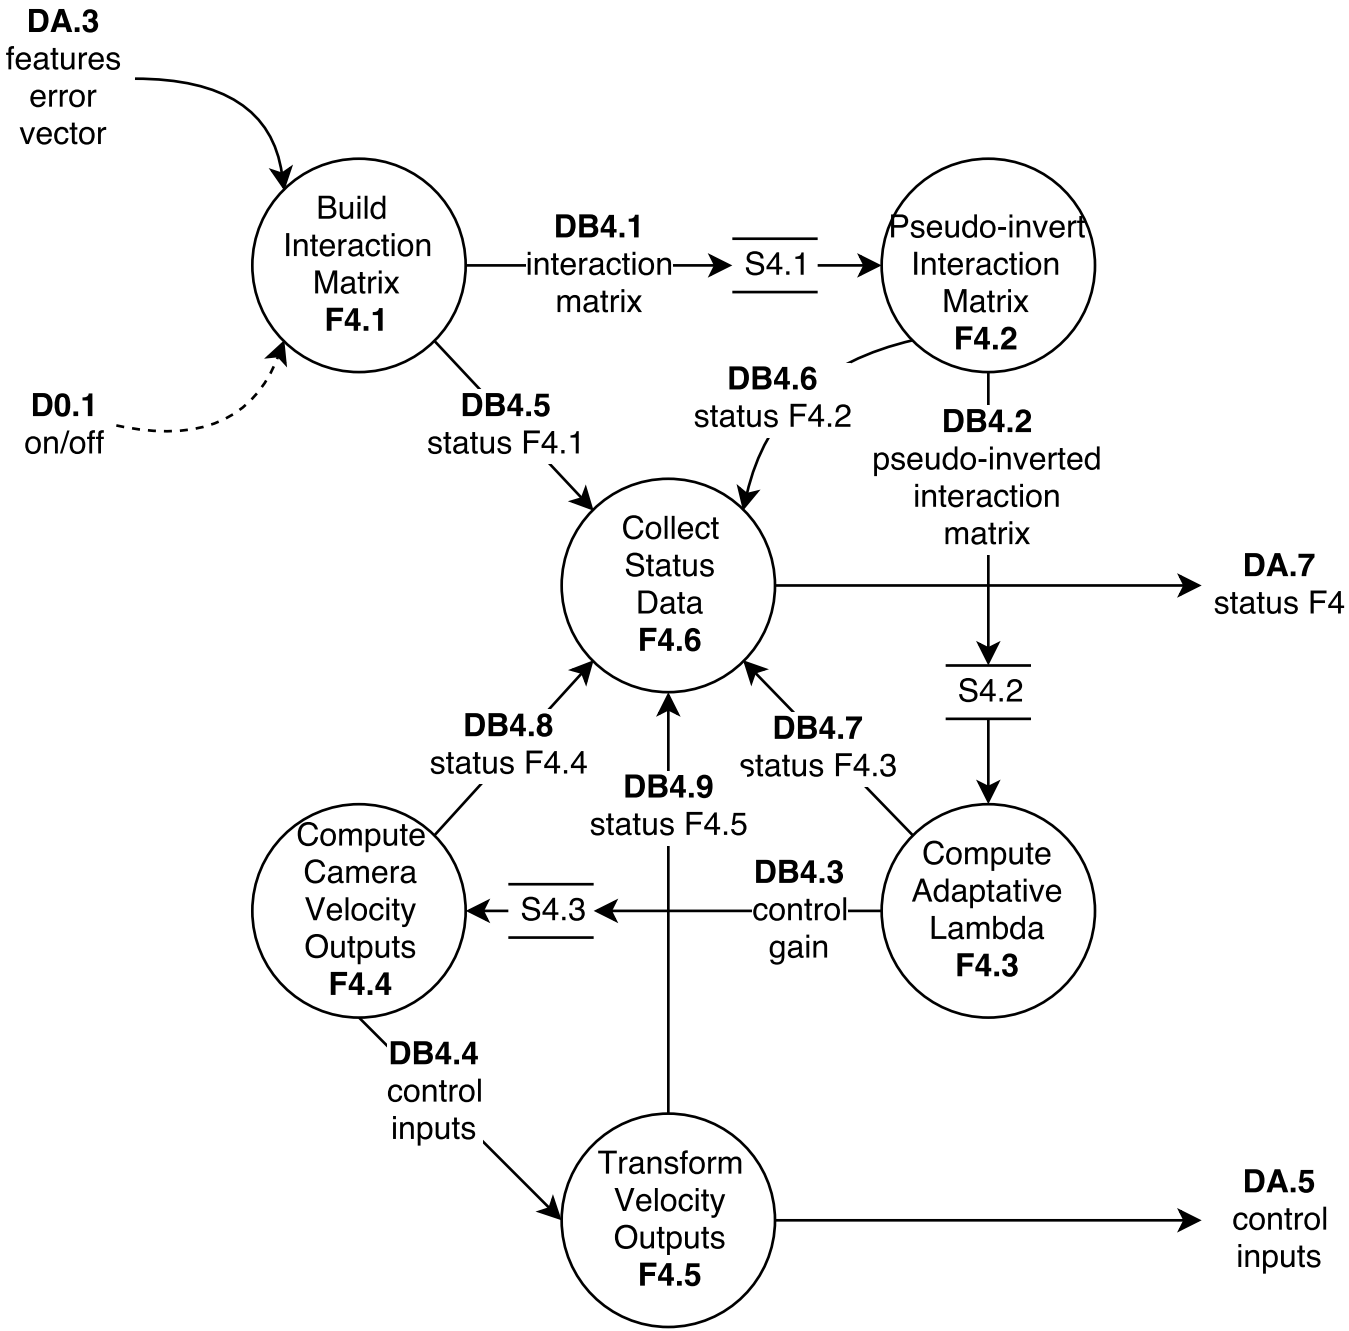 DA.3
features
error
vector
Build
Interaction
Matrix
F4.1
DB4.1
interaction
matrix
S4.1
Pseudo-invert
Interaction
Matrix
F4.2
D0.1
on/off
DB4.5
status F4.1
DB4.6
status F4.2
DB4.2
pseudo-inverted
interaction
matrix
Collect
Status
Data
F4.6
DA.7
status F4
S4.2
DB4.8
status F4.4
DB4.9
status F4.5
DB4.7
status F4.3
Compute
Camera
Velocity
Outputs
F4.4
S4.3
DB4.3
control
gain
Compute
Adaptative
Lambda
F4.3
DB4.4
control
inputs
Transform
Velocity
Outputs
F4.5
DA.5
control
inputs